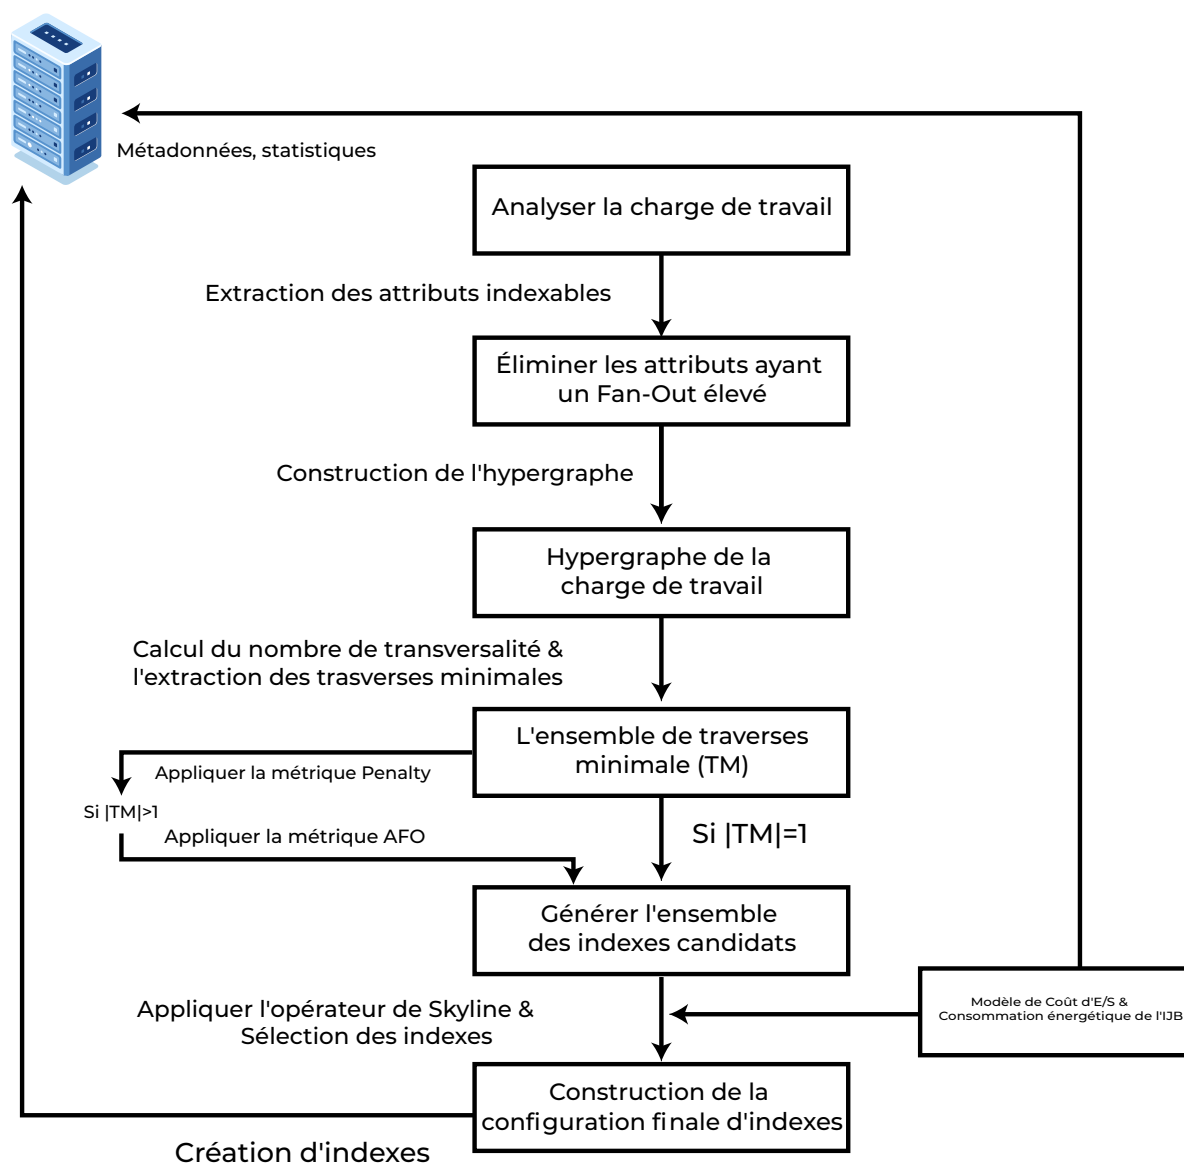 Métadonnées, statistiques
Analyser la charge de travail
Extraction des attributs indexables
Éliminer les attributs ayant
un Fan-Out élevé
Construction de l'hypergraphe
Hypergraphe de la
charge de travail
Calcul du nombre de transversalité &
l'extraction des trasverses minimales
L'ensemble de traverses
minimale (TM)
Appliquer la métrique Penalty
Si |TM|>1
Appliquer la métrique AFO
Si |TM|=1
Générer l'ensemble
des indexes candidats
Appliquer l'opérateur de Skyline &
Sélection des indexes
Modèle de Coût d'E/S &
Consommation énergétique de l'IJB
Construction de la
configuration finale d'indexes
Création d'indexes